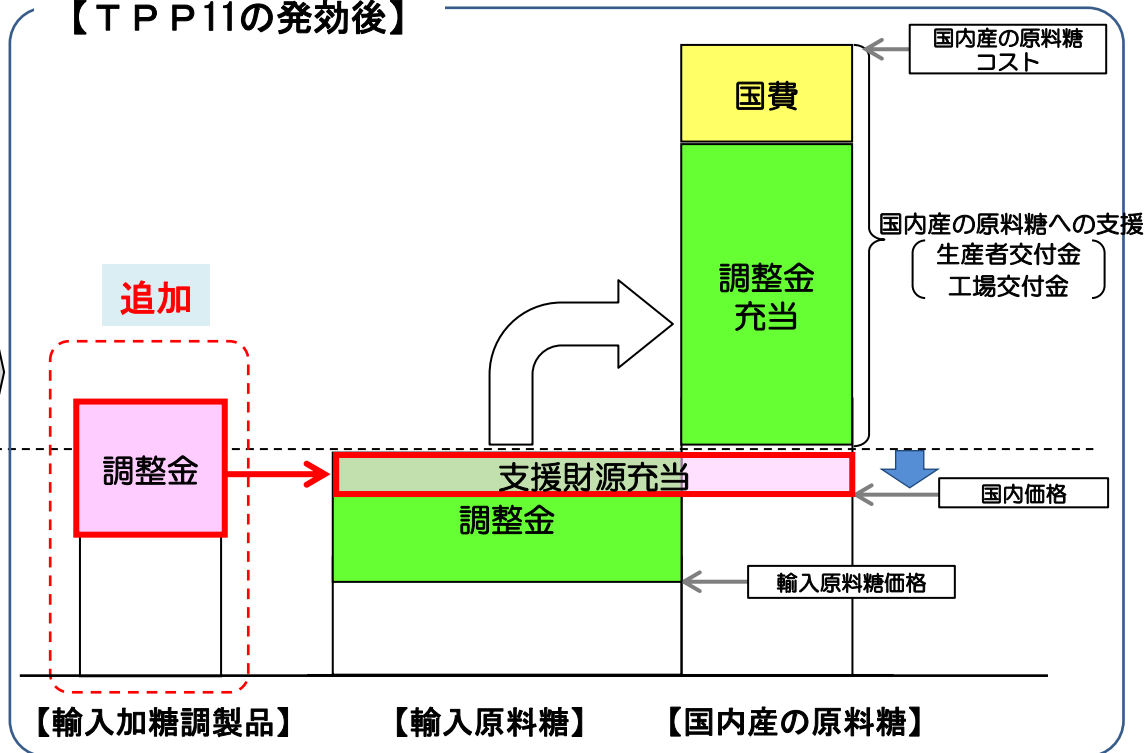 【ＴＰＰ11の発効後】
国内産の原料糖
コスト
国費
国内産の原料糖への支援
生産者交付金
工場交付金
調整金
充当
追加
調整金
支援財源充当
調整金
国内価格
輸入原料糖価格
【輸入加糖調製品】
【輸入原料糖】
【国内産の原料糖】